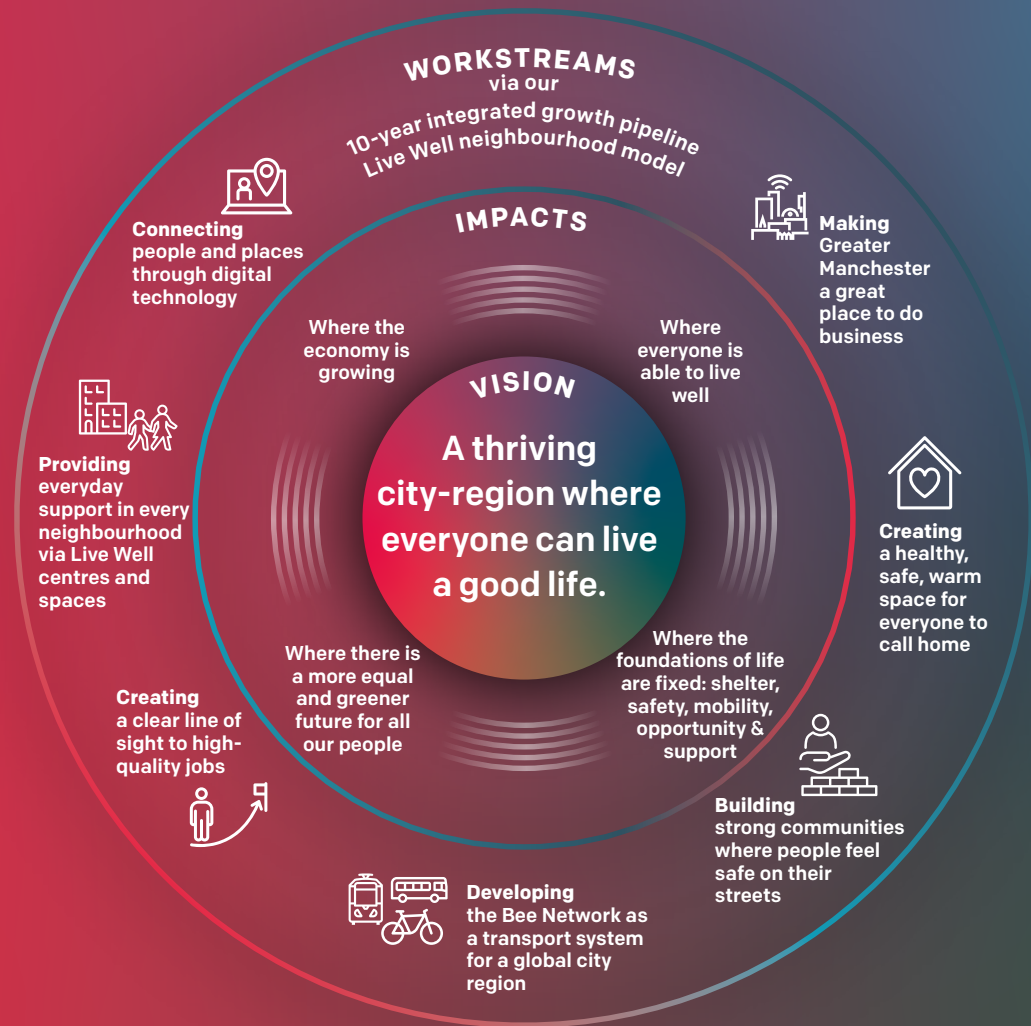 WORKSTREAMS
via our
10-year integrated growth pipeline
Live Well neighbourhood model
Connecting
people and places
through digital
technology
Making
Greater
Manchester
a great
place to do
business
Providing
everyday
support in every
neighbourhood
via Live Well
centres and
spaces
Creating
a healthy,
safe, warm
space for
everyone to
call home
Creating
a clear line of
sight to high-
quality jobs
Building
strong communities
where people feel
safe on their
streets
Developing
the Bee Network as
a transport system
for a global city
region
IMPACTS
Where the
economy is
growing
Where
everyone is
able to live
well
Where there is
a more equal
and greener
future for all
our people
Where the
foundations of life
are fixed: shelter,
safety, mobility,
opportunity &
support
VISION
A thriving
city-region where
everyone can live
a good life.